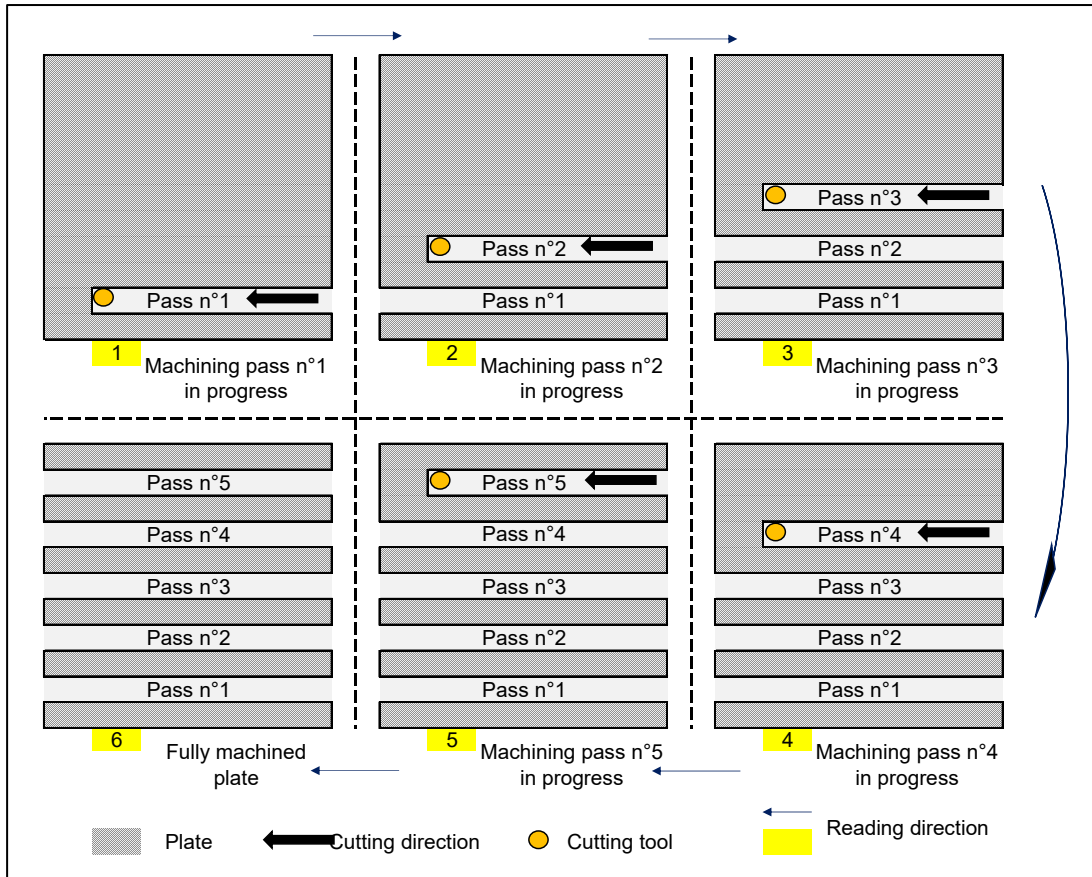 Pass n°1
1
Machining pass n°1
in progress
Pass n°2
Pass n°1
2
Machining pass n°2
in progress
Pass n°3
Pass n°2
Pass n°1
3
Machining pass n°3
in progress
Pass n°4
Pass n°3
Pass n°2
Pass n°1
4
Machining pass n°4
in progress
Pass n°5
Pass n°4
Pass n°3
Pass n°2
Pass n°1
5
Machining pass n°5
in progress
Pass n°5
Pass n°4
Pass n°3
Pass n°2
Pass n°1
6
Fully machined
plate
Plate
Cutting direction
Cutting tool
Reading direction